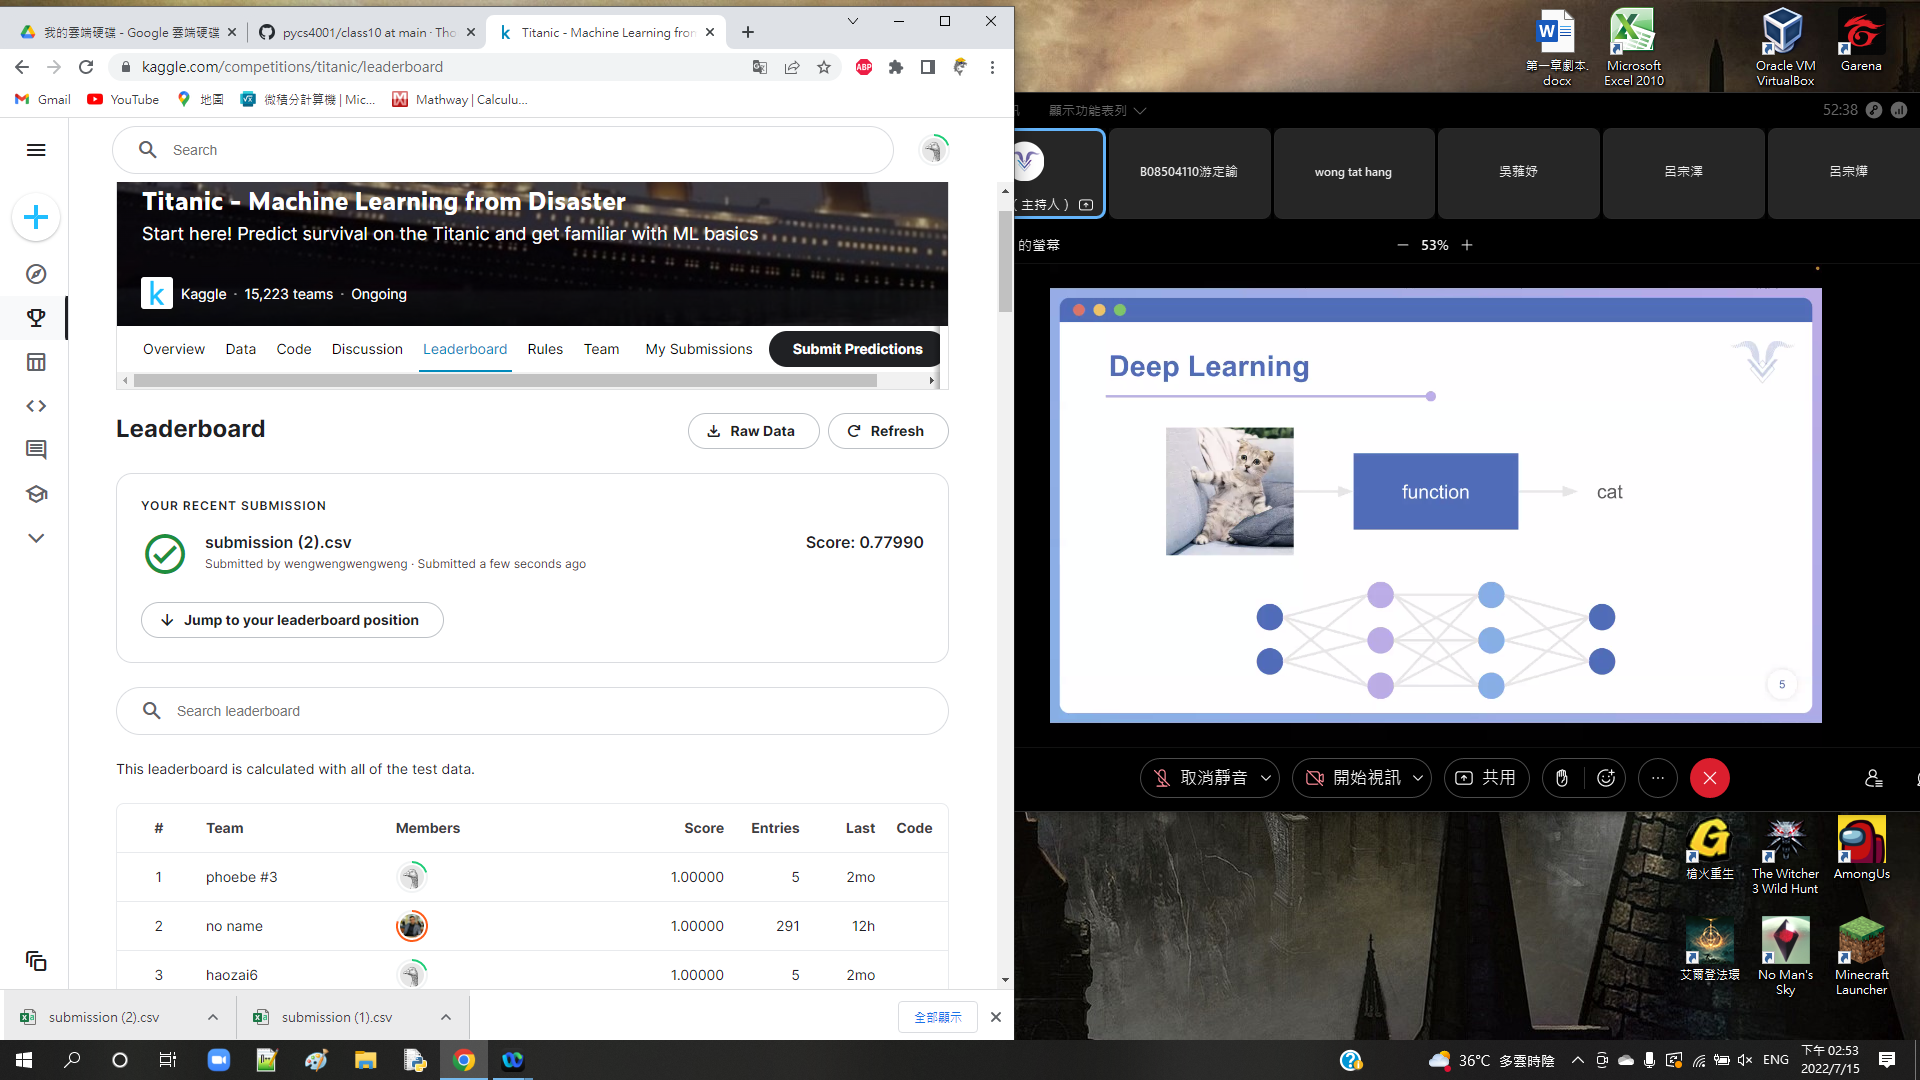 我的雲端硬碟 - Google 雲端硬碟
pycs4001/class10 at main · Tho
Titanic - Machine Learning from
kaggle.com/competitions/titanic/leaderboard
ABP
Gmail
YouTube
地圖
微積分計算機 | Mic...
Mathway | Calculu...
Search
Titanic - Machine Learning from Disaster
Start here! Predict survival on the Titanic and get familiar with ML basics
k
Kaggle · 15,223 teams · Ongoing
Overview
Data
Code
Discussion
Leaderboard
Rules
Team
My Submissions
Submit Predictions
Leaderboard
Raw Data
Refresh
YOUR RECENT SUBMISSION
submission (2).csv
Score: 0.77990
Submitted by wengwengwengweng · Submitted a few seconds ago
Jump to your leaderboard position
Search leaderboard
This leaderboard is calculated with all of the test data.
# Team Members Score Entries Last Code
1 phoebe #3 1.00000 5 2mo
2 no name 1.00000 291 12h
3 haozai6 1.00000 5 2mo
submission (2).csv
submission (1).csv
全部顯示
第一章劇本.docx
Microsoft Excel 2010
Oracle VM VirtualBox
Garena
顯示功能表列
52:38
（主持人）
B08504110游定諭
wong tat hang
吳蕥妤
呂宗澤
呂宗燁
的螢幕
53%
Deep Learning
function
cat
5
取消靜音
開始視訊
共用
槍火重生
The Witcher 3 Wild Hunt
AmongUs
艾爾登法環
No Man's Sky
Minecraft Launcher
36°C 多雲時陰
ENG
下午 02:53
2022/7/15